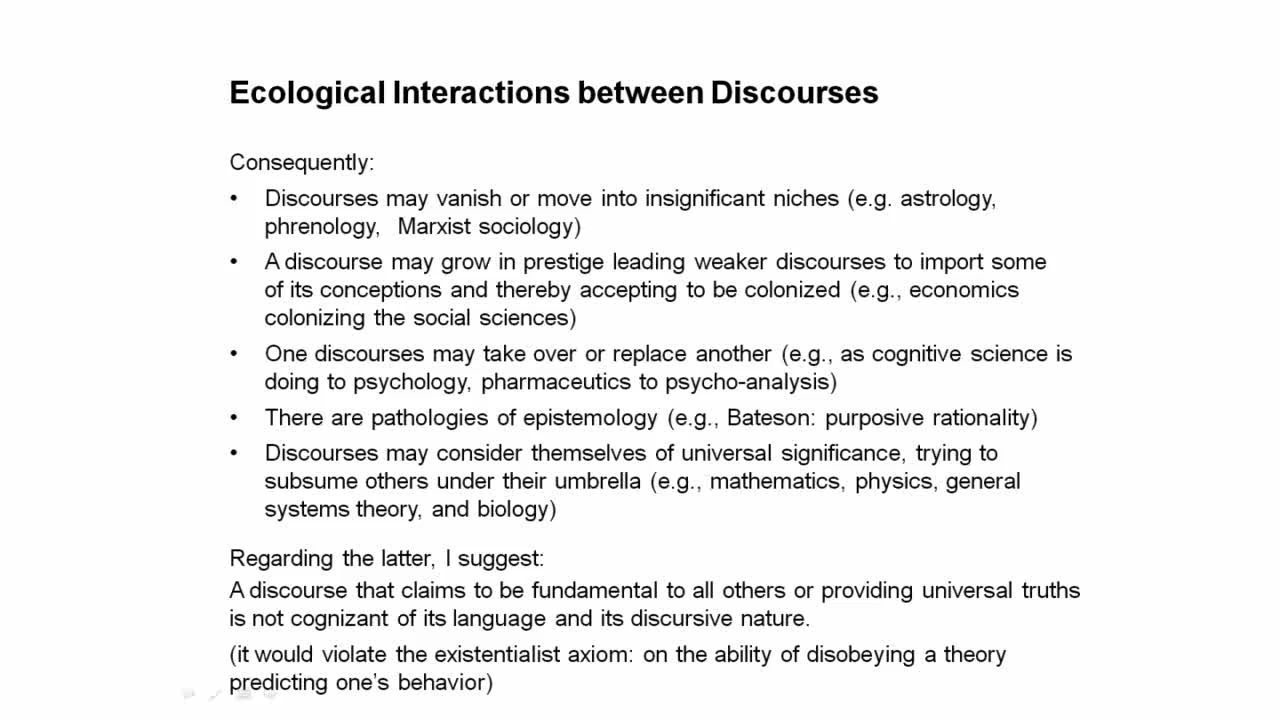 Ecological Interactions between Discourses
Consequently:
• Discourses may vanish or move into insignificant niches (e.g. astrology,
phrenology, Marxist sociology)
• A discourse may grow in prestige leading weaker discourses to import some
of its conceptions and thereby accepting to be colonized (e.g., economics
colonizing the social sciences)
• One discourses may take over or replace another (e.g., as cognitive science is
doing to psychology, pharmaceutics to psycho-analysis)
• There are pathologies of epistemology (e.g., Bateson: purposive rationality)
• Discourses may consider themselves of universal significance, trying to
subsume others under their umbrella (e.g., mathematics, physics, general
systems theory, and biology)
Regarding the latter, I suggest:
A discourse that claims to be fundamental to all others or providing universal truths
is not cognizant of its language and its discursive nature.
(it would violate the existentialist axiom: on the ability of disobeying a theory
predicting one's behavior)